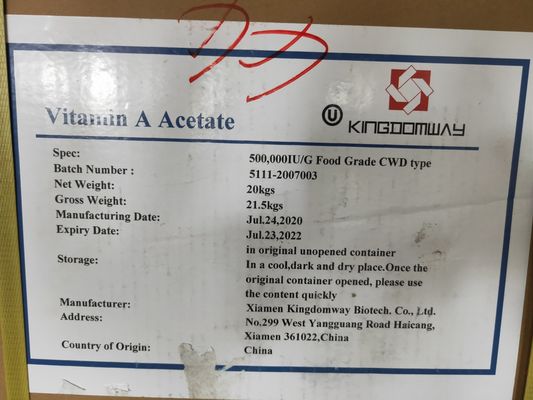 U KINGDOMWAY
Vitamin A Acetate
Spec: 500,000IU/G Food Grade CWD type
Batch Number : 5111-2007003
Net Weight: 20kgs
Gross Weight: 21.5kgs
Manufacturing Date: Jul.24,2020
Expiry Date: Jul.23,2022
in original unopened container
Storage: In a cool,dark and dry place.Once the
original container opened, please use
the content quickly
Manufacturer: Xiamen Kingdomway Biotech. Co., Ltd.
Address: No.299 West Yangguang Road Haicang,
Xiamen 361022,China
Country of Origin: China